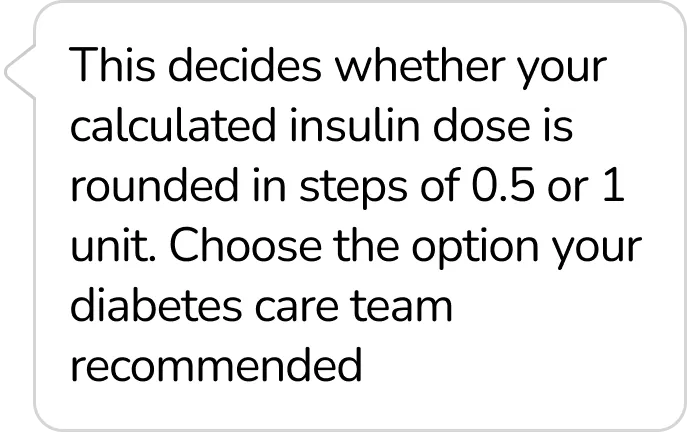 This decides whether your
calculated insulin dose is
rounded in steps of 0.5 or 1
unit. Choose the option your
diabetes care team
recommended